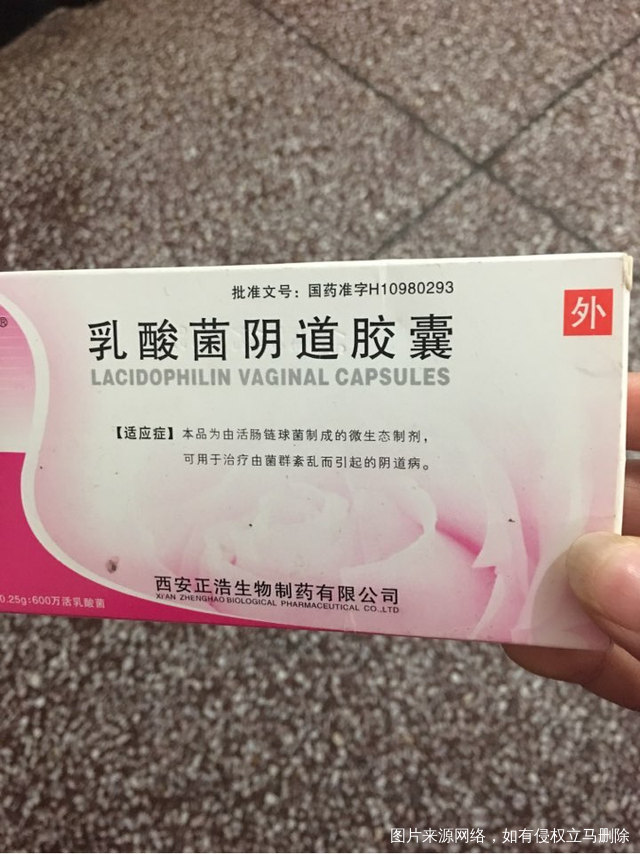 批准文号：国药准字H10980293
®
外
乳酸菌阴道胶囊
LACIDOPHILIN VAGINAL CAPSULES
【适应症】本品为由活肠链球菌制成的微生态制剂，
可用于治疗由菌群紊乱而引起的阴道病。
西安正浩生物制药有限公司
XI'AN ZHENGHAO BIOLOGICAL PHARMACEUTICAL CO.,LTD
0.25g:600万活乳酸菌
图片来源网络，如有侵权立马删除